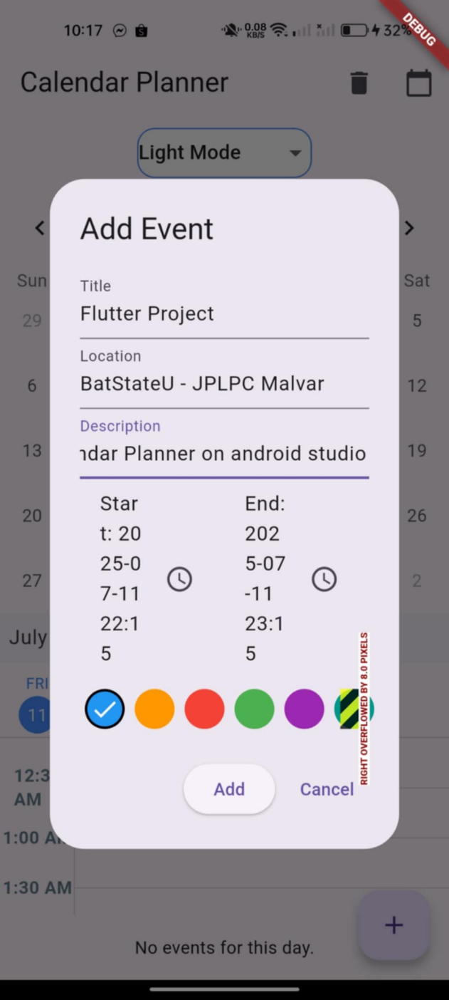 10:17
0.08
KB/S
32%
DEBUG
Calendar Planner
Light Mode
Add Event
Sun
Sat
Title
Flutter Project
29
5
Location
BatStateU - JPLPC Malvar
6
12
Description
ndar Planner on android studio
13
19
20
26
27
2
Star
t: 20
25-0
7-11
22:1
5
End:
202
5-07
-11
23:1
5
July
FRI
11
RIGHT OVERFLOWED BY 8.0 PIXELS
Add
Cancel
12:3
AM
1:00 A
1:30 AM
+
No events for this day.